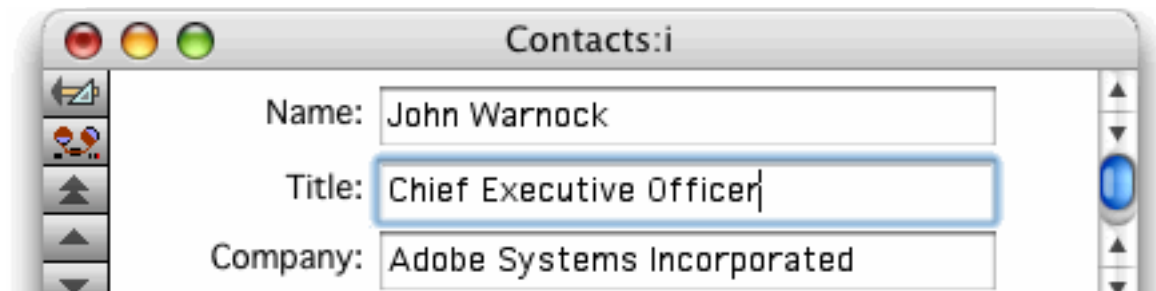 Contacts:i
Name: John Warnock
Title: Chief Executive Officer
Company: Adobe Systems Incorporated